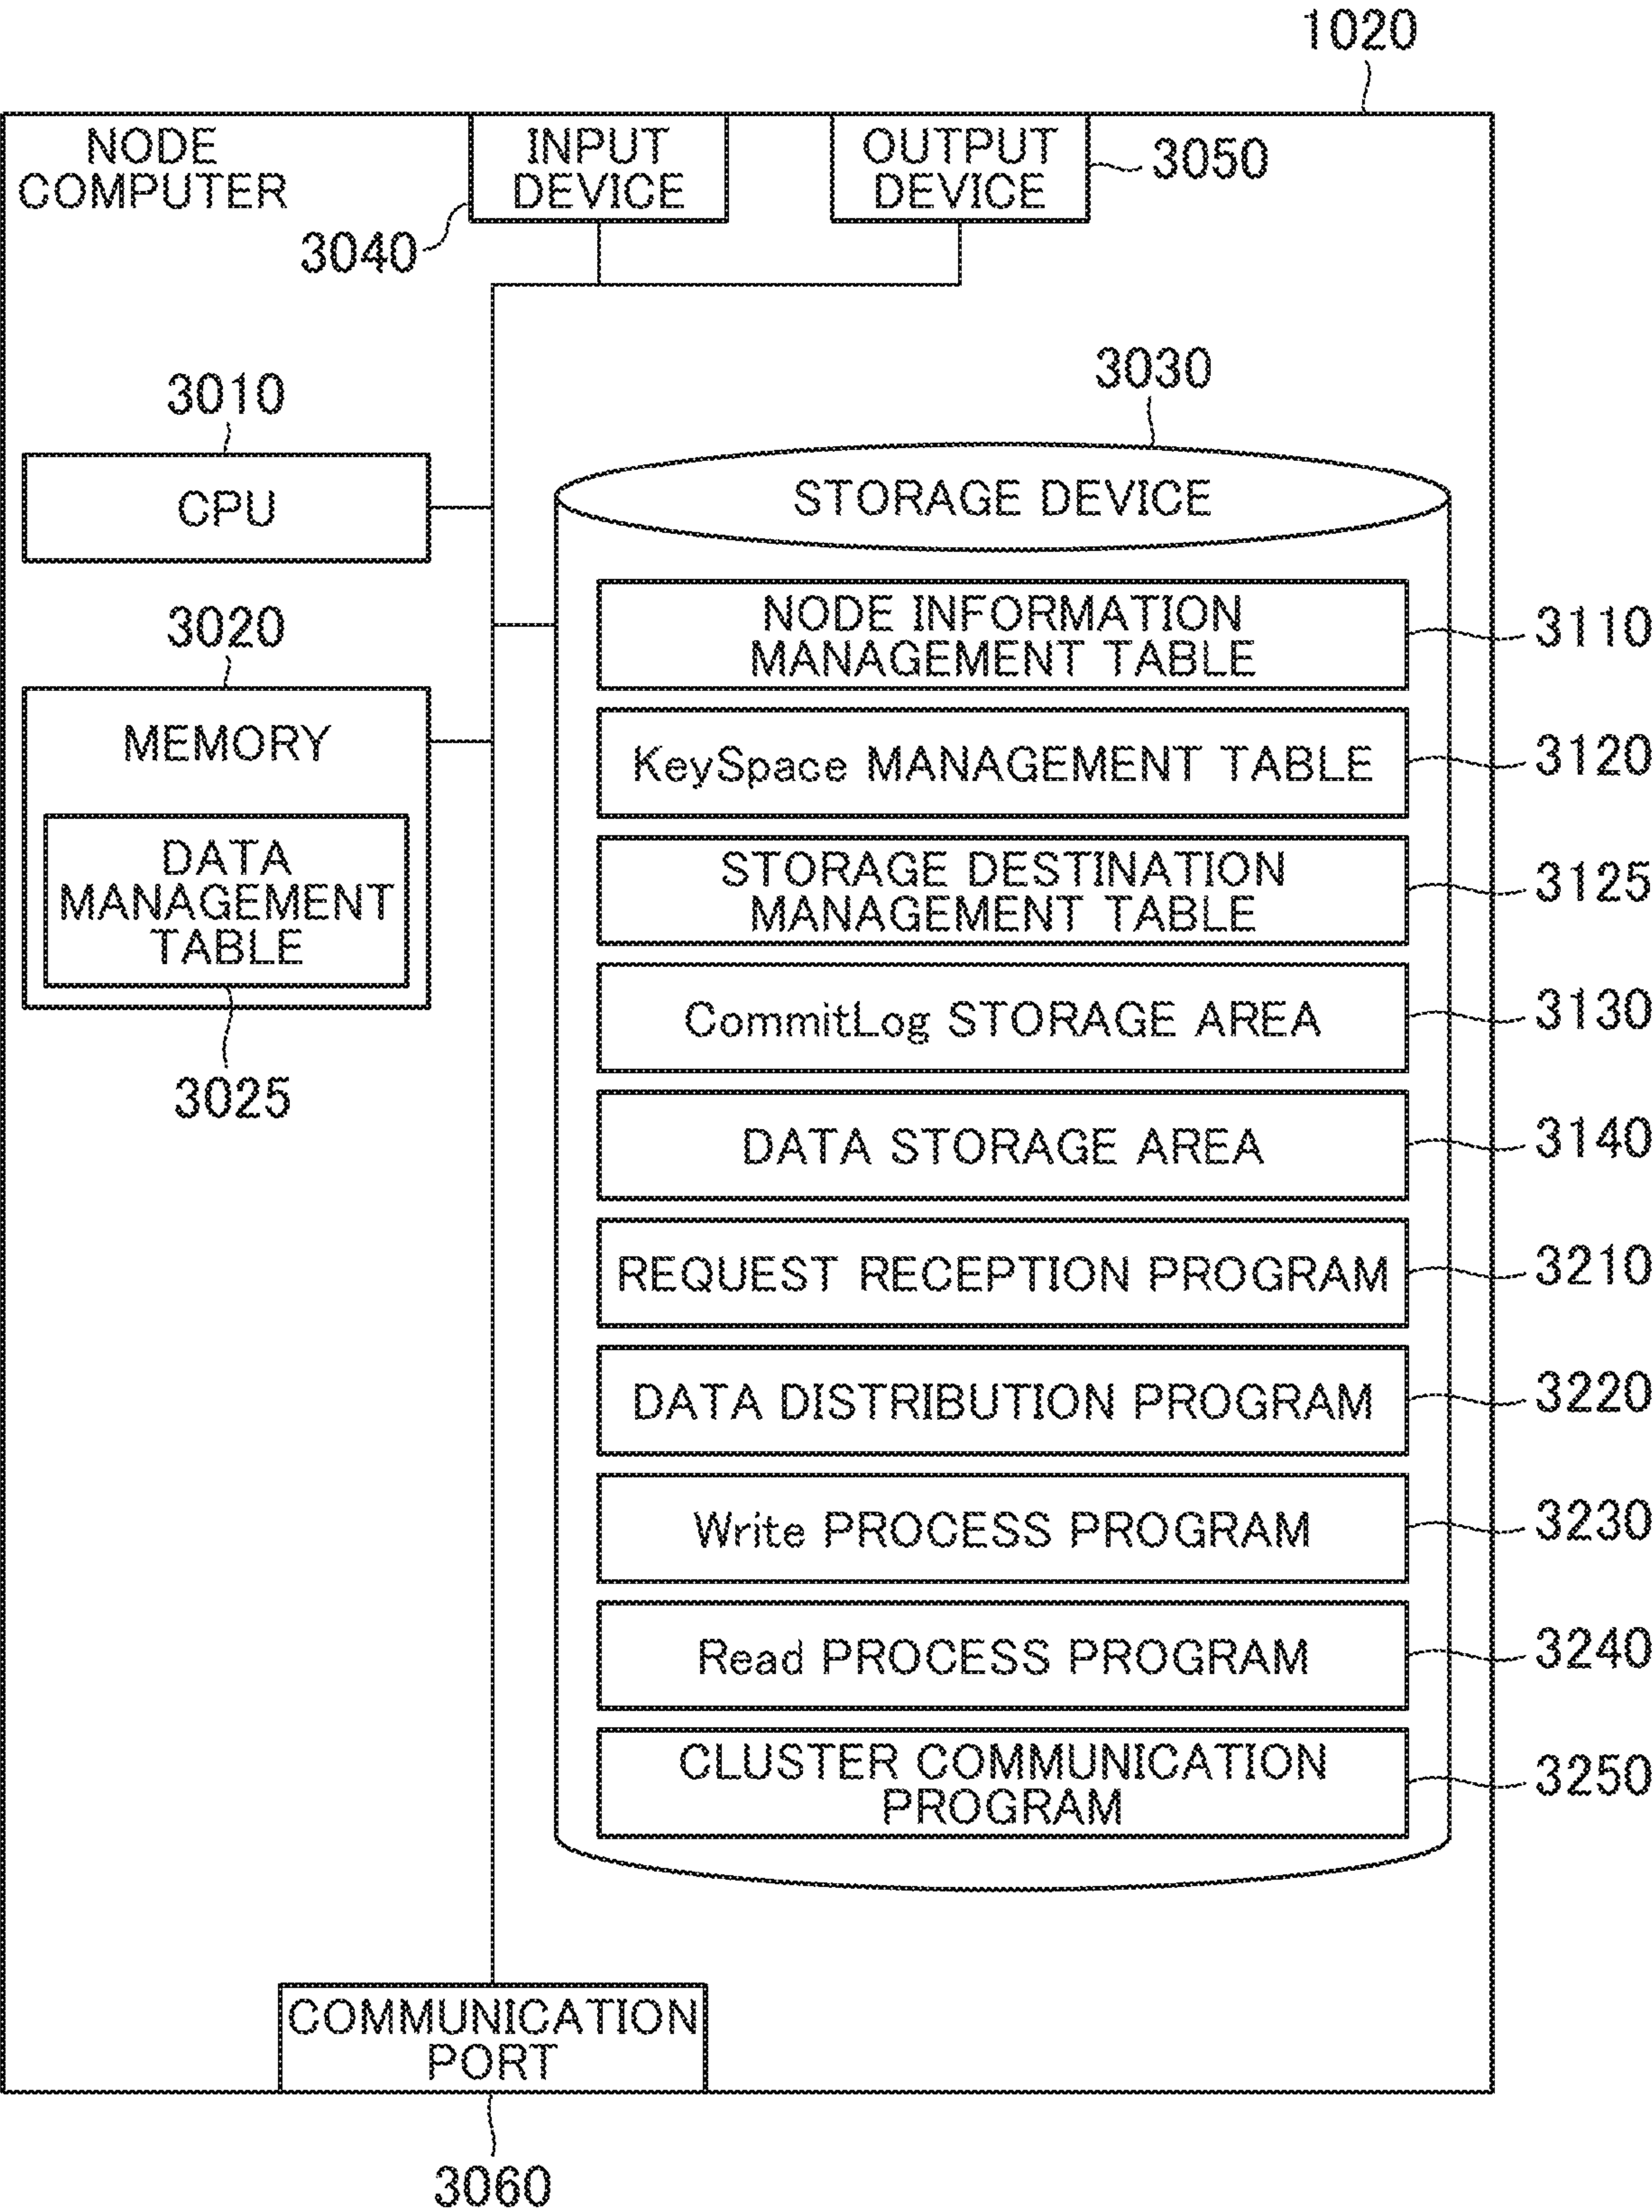 1020
NODE
COMPUTER
INPUT
DEVICE
OUTPUT
DEVICE
3050
3040
3010
CPU
3030
STORAGE DEVICE
3020
MEMORY
DATA
MANAGEMENT
TABLE
3025
NODE INFORMATION
MANAGEMENT TABLE
3110
KeySpace MANAGEMENT TABLE
3120
STORAGE DESTINATION
MANAGEMENT TABLE
3125
CommitLog STORAGE AREA
3130
DATA STORAGE AREA
3140
REQUEST RECEPTION PROGRAM
3210
DATA DISTRIBUTION PROGRAM
3220
Write PROCESS PROGRAM
3230
Read PROCESS PROGRAM
3240
CLUSTER COMMUNICATION
PROGRAM
3250
COMMUNICATION
PORT
3060